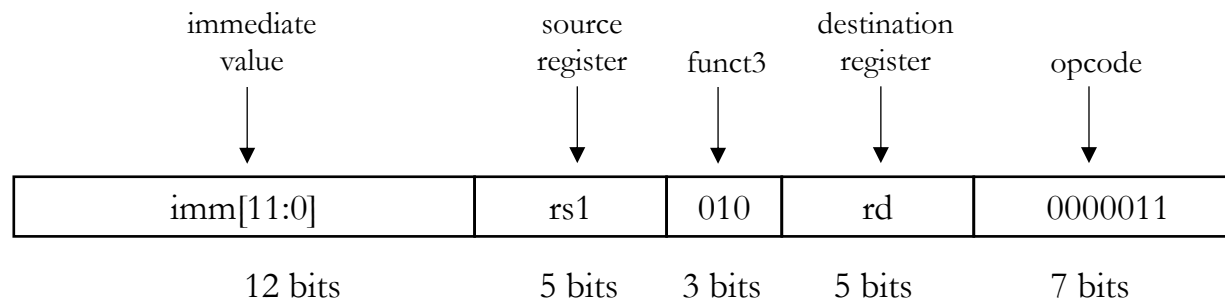 immediate
value
source
register
funct3
destination
register
opcode
imm[11:0]
rs1
010
rd
0000011
12 bits
5 bits
3 bits
5 bits
7 bits